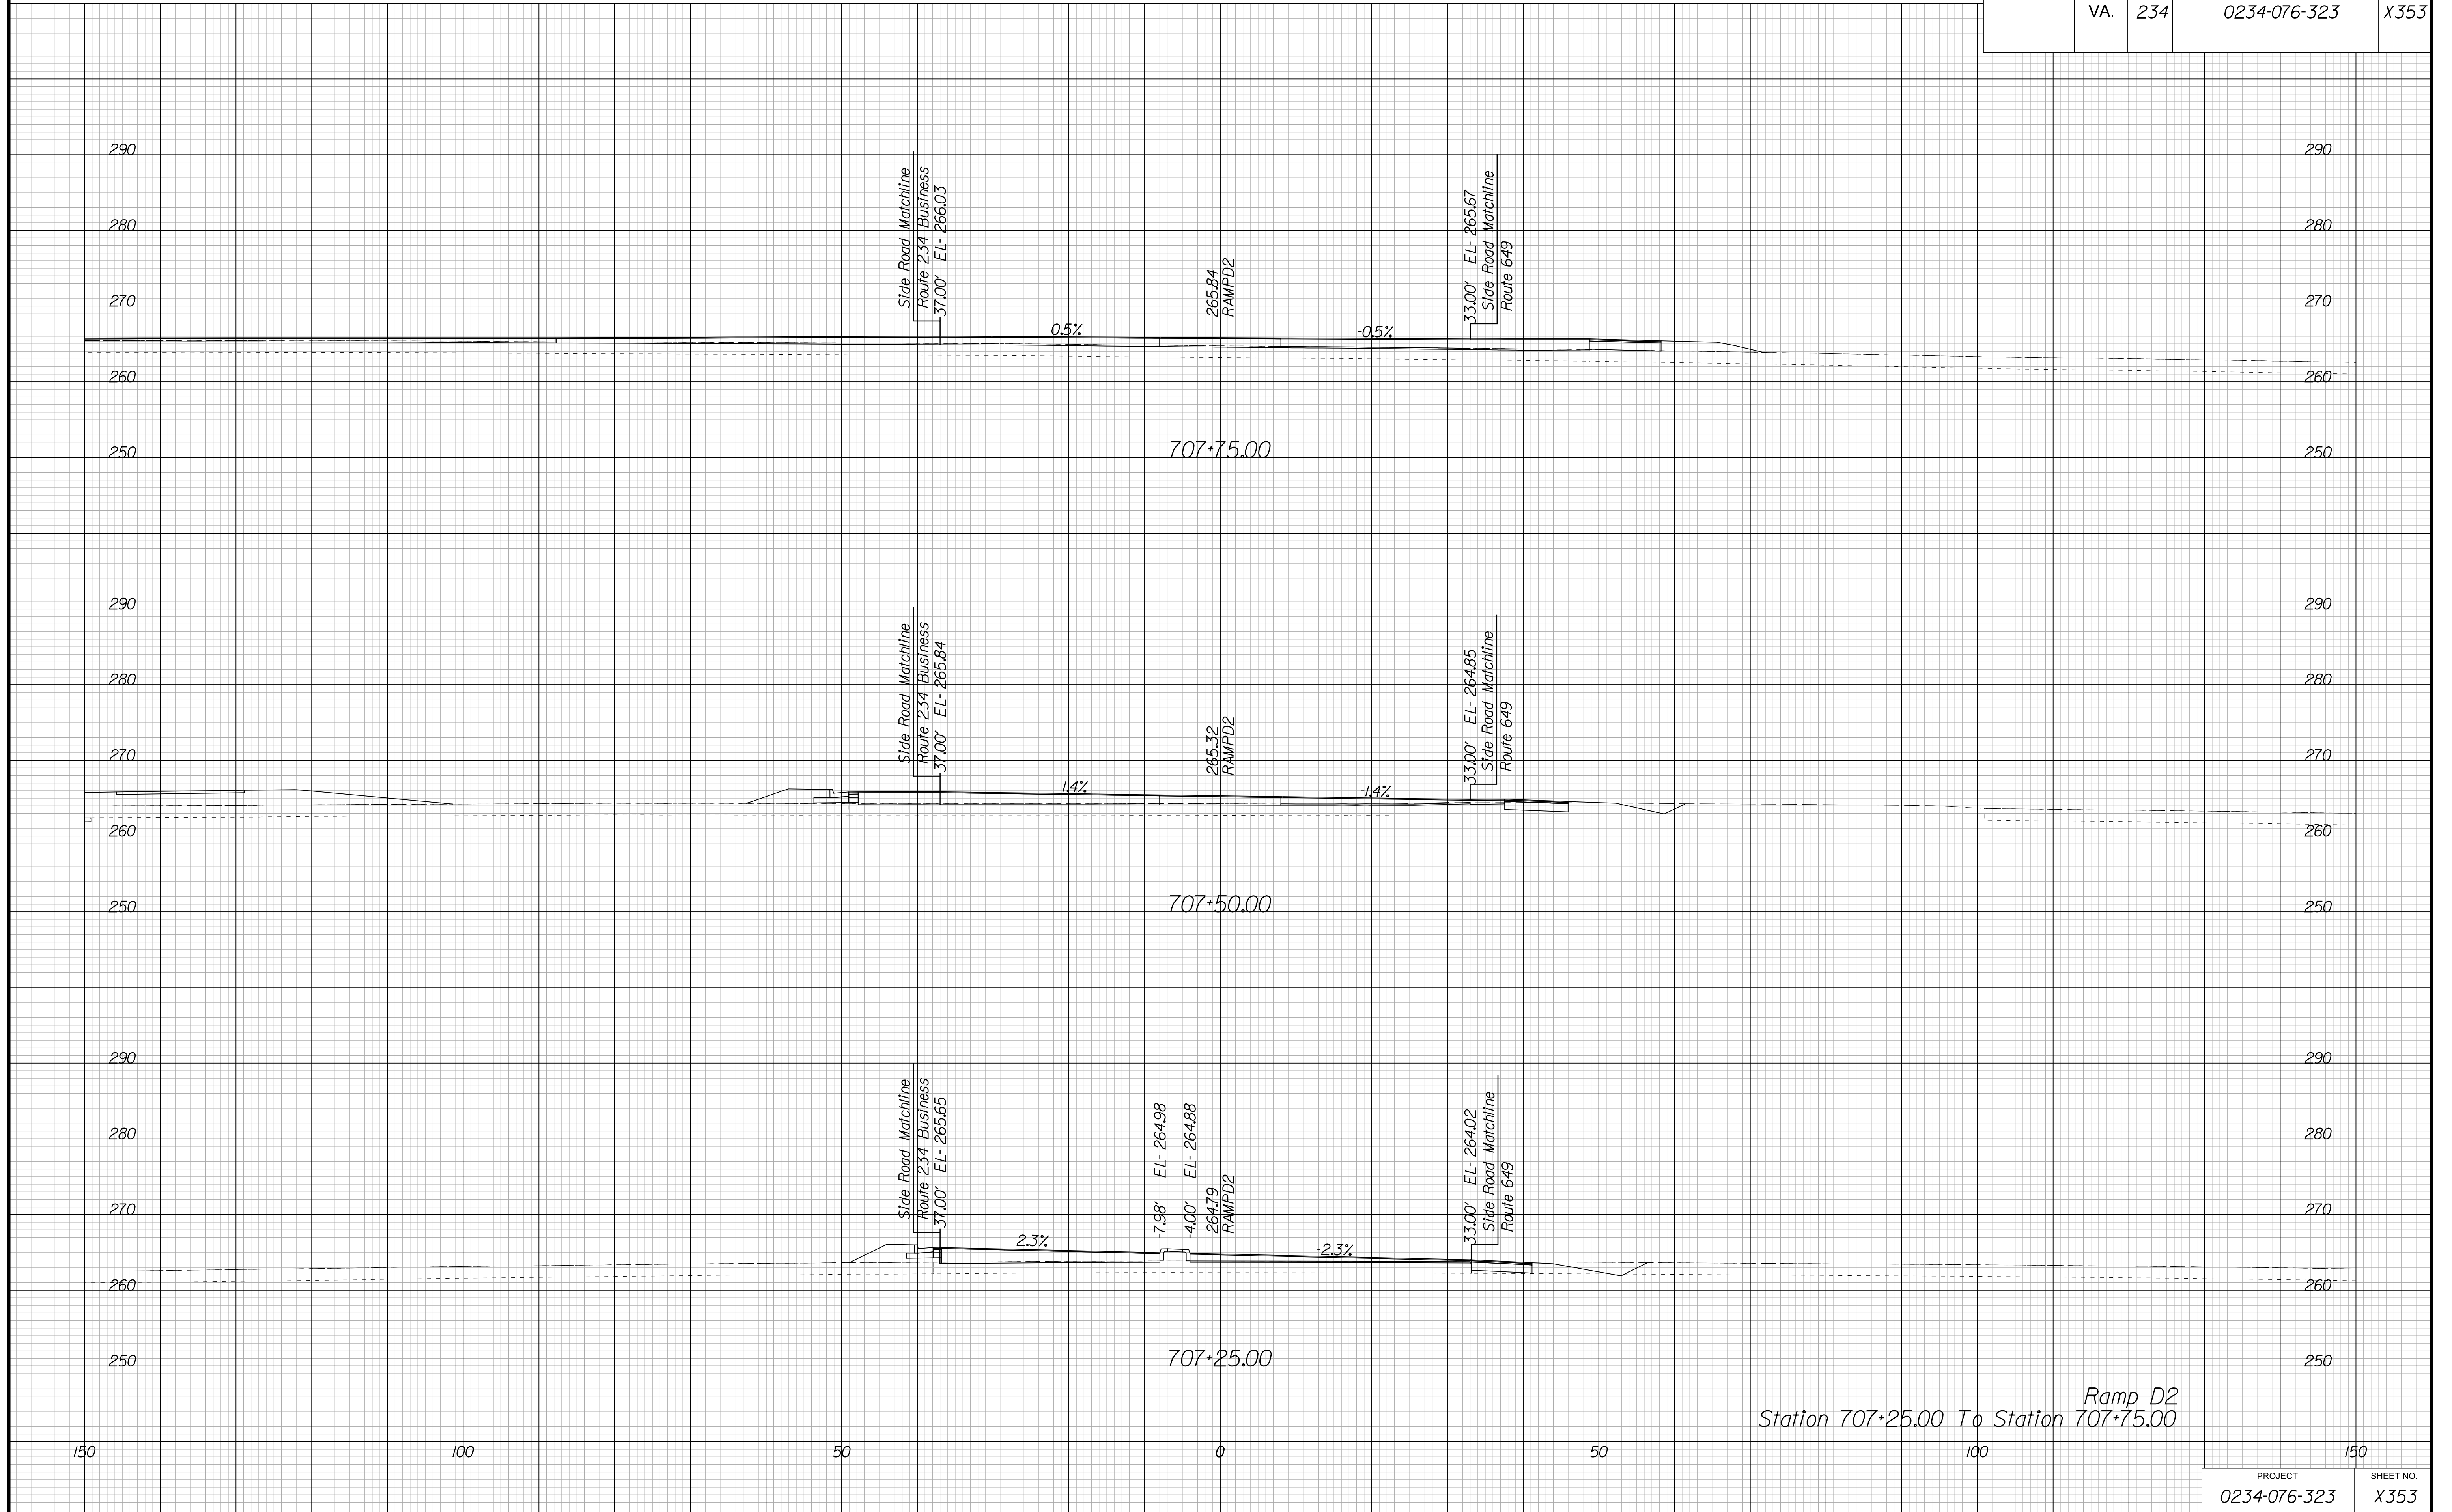 VA. 234 0234-076-323 X353
290 290
280 280
270 270
260 260
250 250
Side Road Matchline
Route 234 Business
37.00' EL- 266.03
265.84
RAMPD2
33.00' EL- 265.67
Side Road Matchline
Route 649
0.5%
-0.5%
707+75.00
290 290
280 280
270 270
260 260
250 250
Side Road Matchline
Route 234 Business
37.00' EL- 265.84
265.32
RAMPD2
33.00' EL- 264.85
Side Road Matchline
Route 649
1.4%
-1.4%
707+50.00
290 290
280 280
270 270
260 260
250 250
Side Road Matchline
Route 234 Business
37.00' EL- 265.65
-7.98' EL- 264.98
-4.00' EL- 264.88
264.79
RAMPD2
33.00' EL- 264.02
Side Road Matchline
Route 649
2.3%
-2.3%
707+25.00
Ramp D2
Station 707+25.00 To Station 707+75.00
150 100 50 0 50 100 150
PROJECT SHEET NO.
0234-076-323 X353